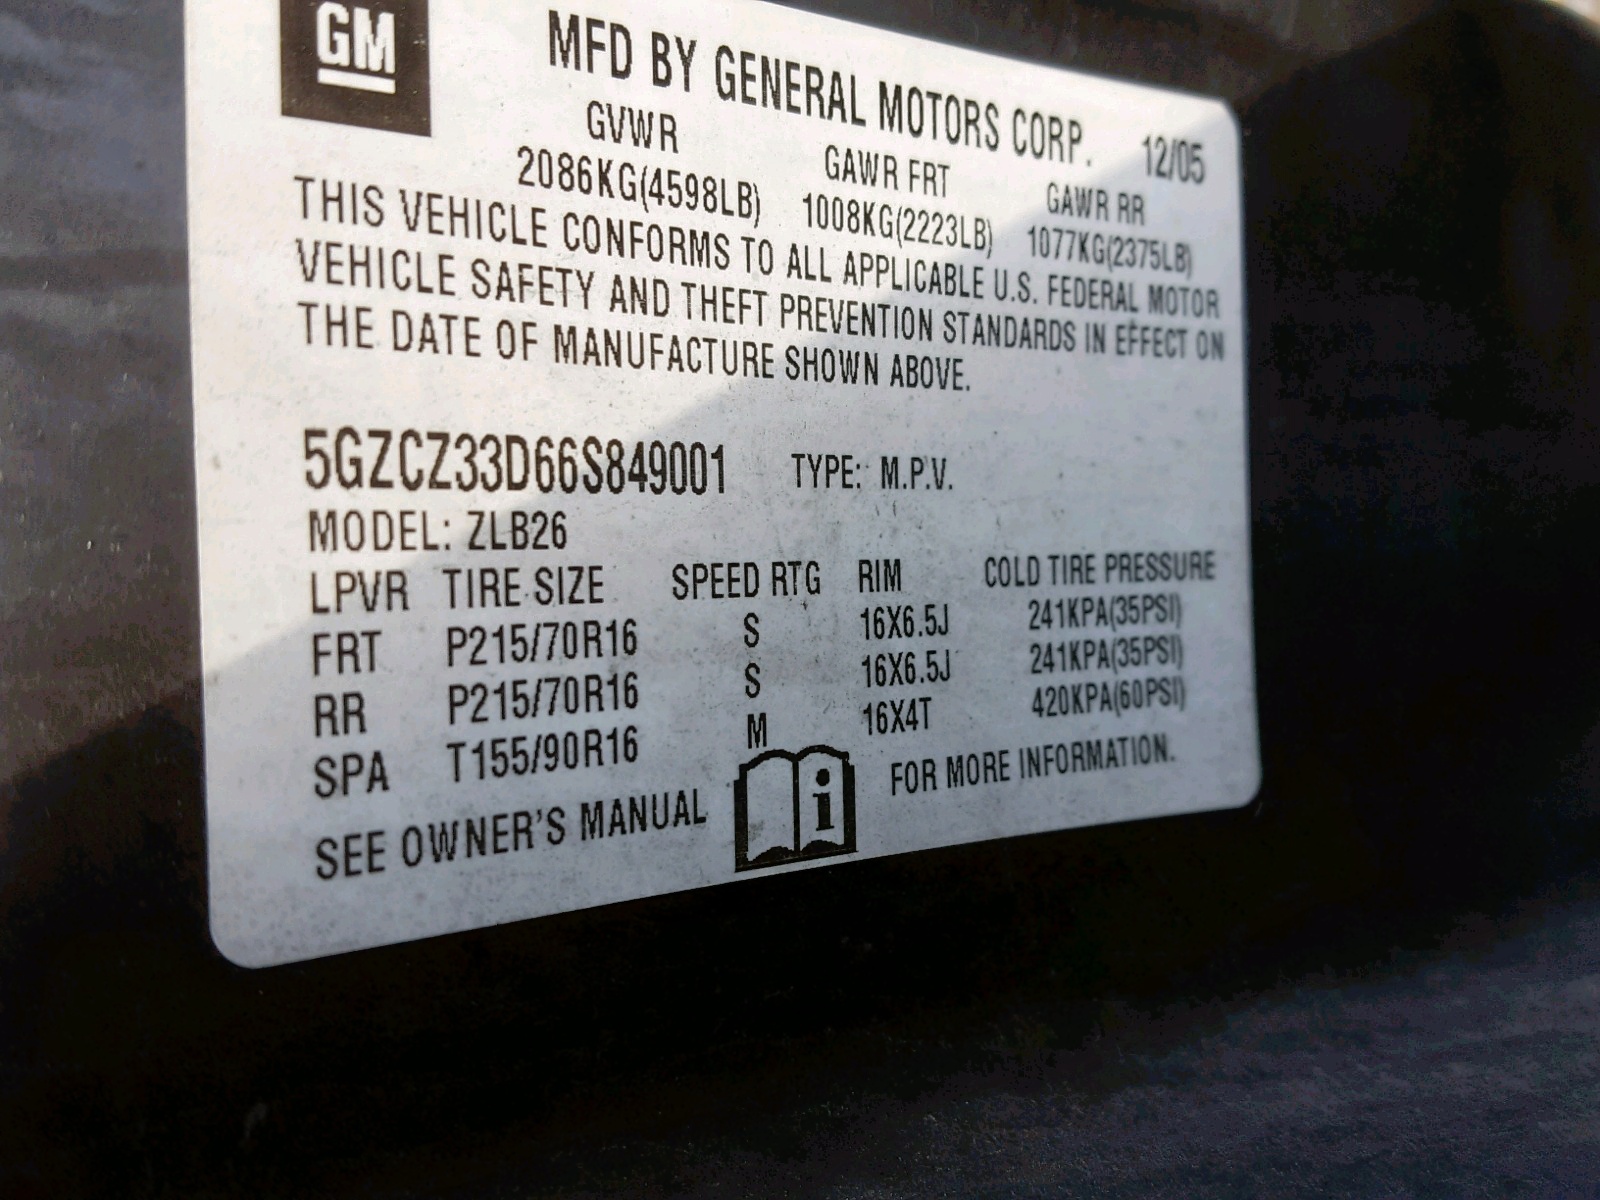 GM
MFD BY GENERAL MOTORS CORP. 12/05
GVWR GAWR FRT GAWR RR
2086KG(4598LB) 1008KG(2223LB) 1077KG(2375LB)
THIS VEHICLE CONFORMS TO ALL APPLICABLE U.S. FEDERAL MOTOR
VEHICLE SAFETY AND THEFT PREVENTION STANDARDS IN EFFECT ON
THE DATE OF MANUFACTURE SHOWN ABOVE.
5GZCZ33D66S849001 TYPE: M.P.V.
MODEL: ZLB26
LPVR TIRE SIZE SPEED RTG RIM COLD TIRE PRESSURE
FRT P215/70R16 S 16X6.5J 241KPA(35PSI)
RR P215/70R16 S 16X6.5J 241KPA(35PSI)
SPA T155/90R16 M 16X4T 420KPA(60PSI)
SEE OWNER'S MANUAL i FOR MORE INFORMATION.